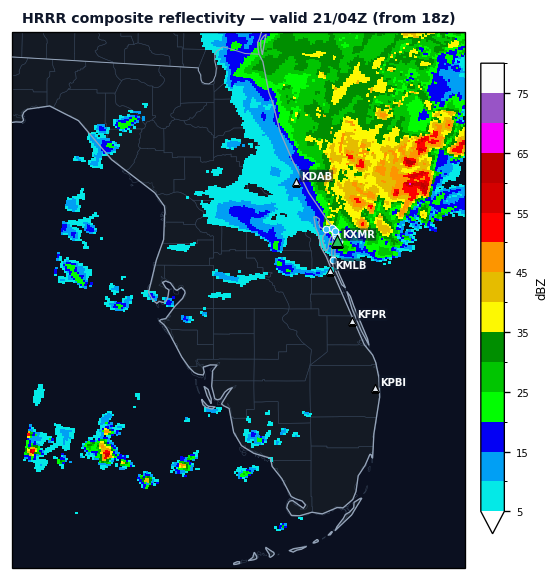 HRRR composite reflectivity — valid 21/04Z (from 18z)
KDAB
KXMR
KMLB
KFPR
KPBI
75
65
55
45
35
25
15
5
dBZ